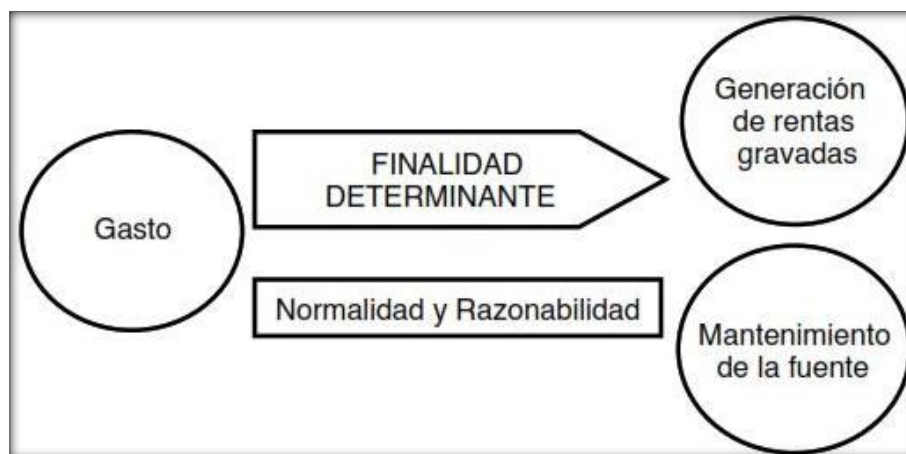 Gasto
FINALIDAD
DETERMINANTE
Normalidad y Razonabilidad
Generación
de rentas
gravadas
Mantenimiento
de la fuente